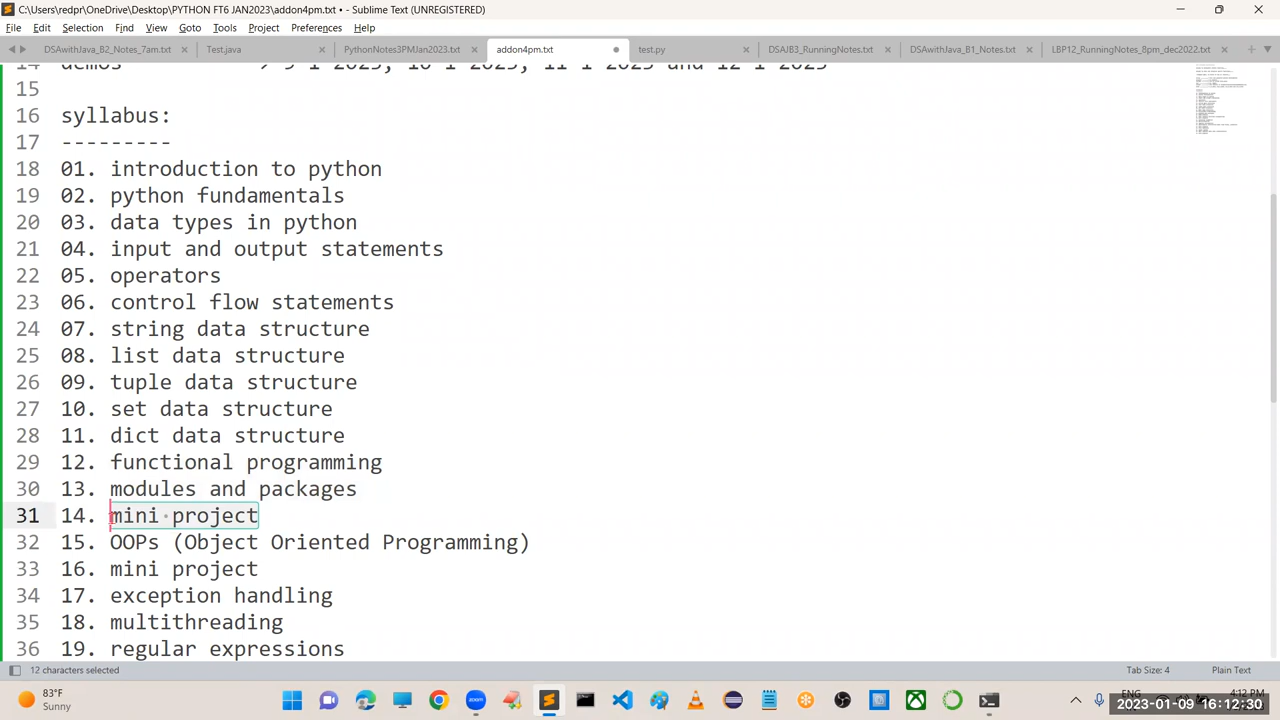 C:\Users\redpr\OneDrive\Desktop\PYTHON FT6 JAN2023\addon4pm.txt • - Sublime Text (UNREGISTERED)
File Edit Selection Find View Goto Tools Project Preferences Help
DSAwithJava_B2_Notes_7am.txt Test.java PythonNotes3PMJan2023.txt addon4pm.txt test.py DSAJB3_RunningNotes.txt DSAwithJava_B1_Notes.txt LBP12_RunningNotes_8pm_dec2022.txt
15
16 syllabus:
17 ---------
18 01. introduction to python
19 02. python fundamentals
20 03. data types in python
21 04. input and output statements
22 05. operators
23 06. control flow statements
24 07. string data structure
25 08. list data structure
26 09. tuple data structure
27 10. set data structure
28 11. dict data structure
29 12. functional programming
30 13. modules and packages
31 14. mini project
32 15. OOPs (Object Oriented Programming)
33 16. mini project
34 17. exception handling
35 18. multithreading
36 19. regular expressions
12 characters selected Tab Size: 4 Plain Text
83°F
Sunny
ENG 4:12 PM
2023-01-09 16:12:30